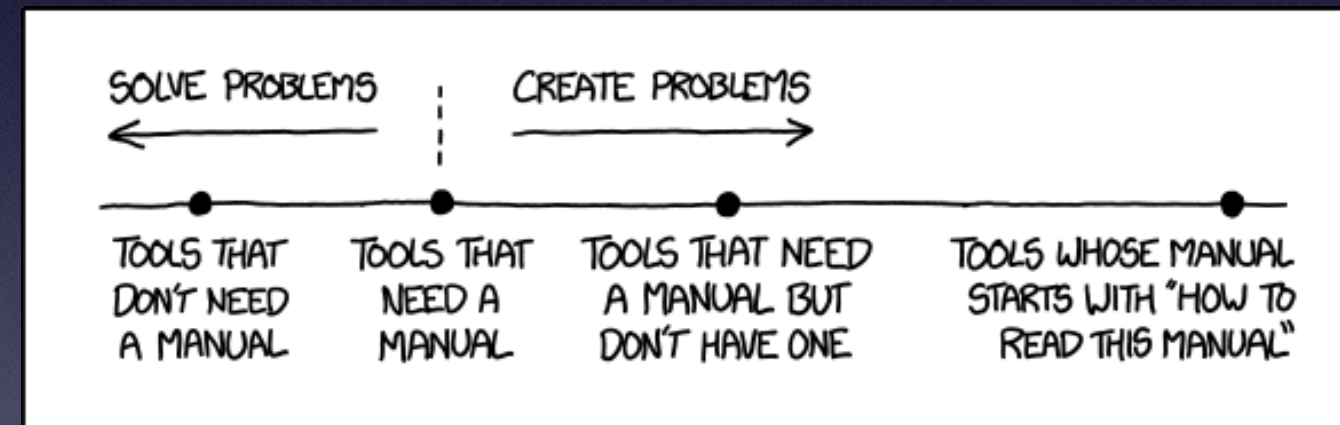 SOLVE PROBLEMS
CREATE PROBLEMS
TOOLS THAT
DON'T NEED
A MANUAL
TOOLS THAT
NEED A
MANUAL
TOOLS THAT NEED
A MANUAL BUT
DON'T HAVE ONE
TOOLS WHOSE MANUAL
STARTS WITH "HOW TO
READ THIS MANUAL"